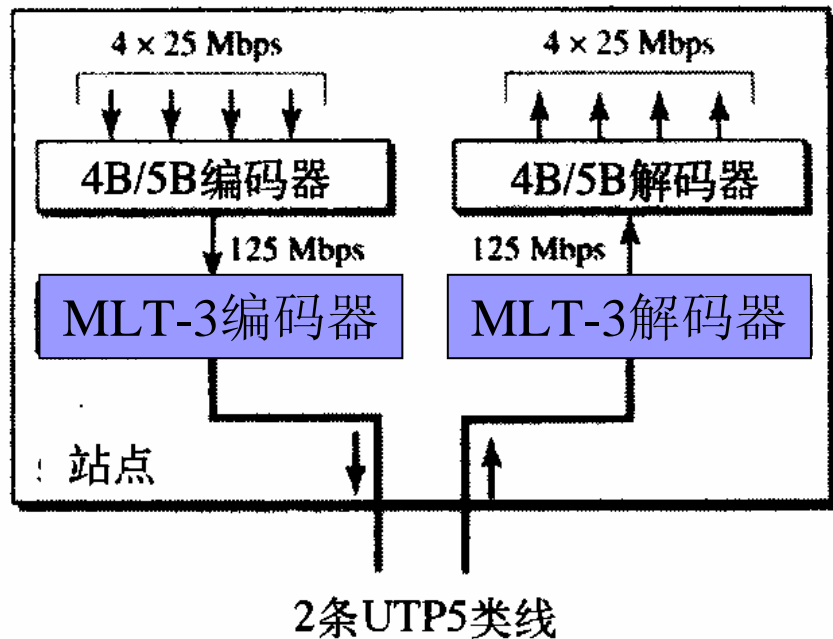 4 × 25 Mbps
4 × 25 Mbps
4B/5B编码器
4B/5B解码器
125 Mbps
125 Mbps
MLT-3编码器
MLT-3解码器
站点
2条UTP5类线